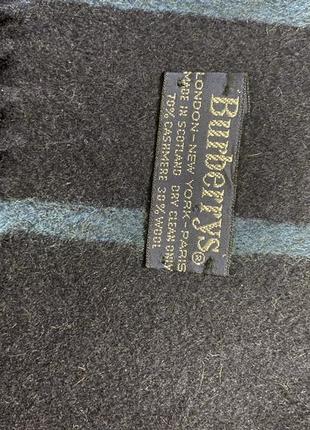 Burberrys®
LONDON-NEW YORK-PARIS
MADE IN SCOTLAND DRY CLEAN ONLY
70% CASHMERE 30% WOOL